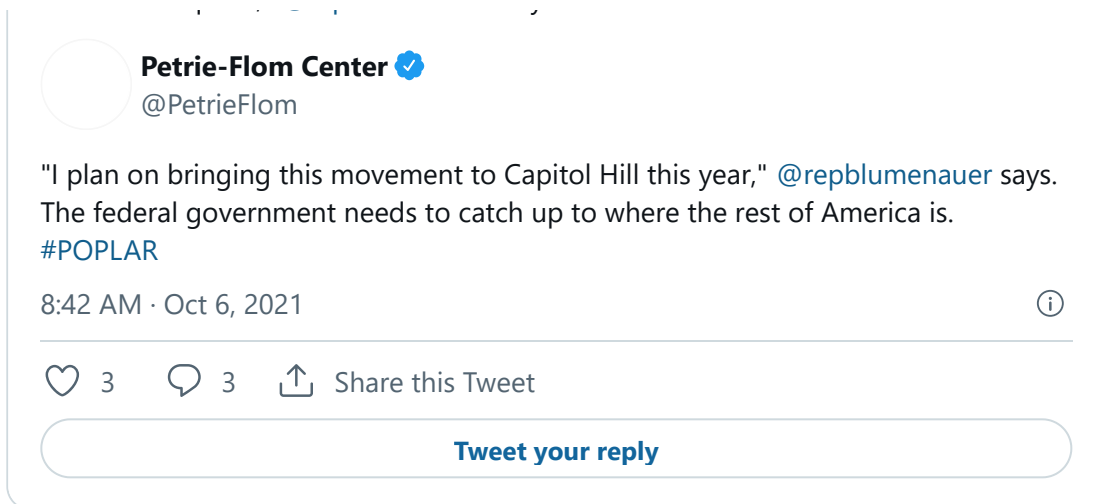 Petrie-Flom Center
@PetrieFlom
"I plan on bringing this movement to Capitol Hill this year," @repblumenauer says.
The federal government needs to catch up to where the rest of America is.
#POPLAR
8:42 AM · Oct 6, 2021
3 3 Share this Tweet
Tweet your reply